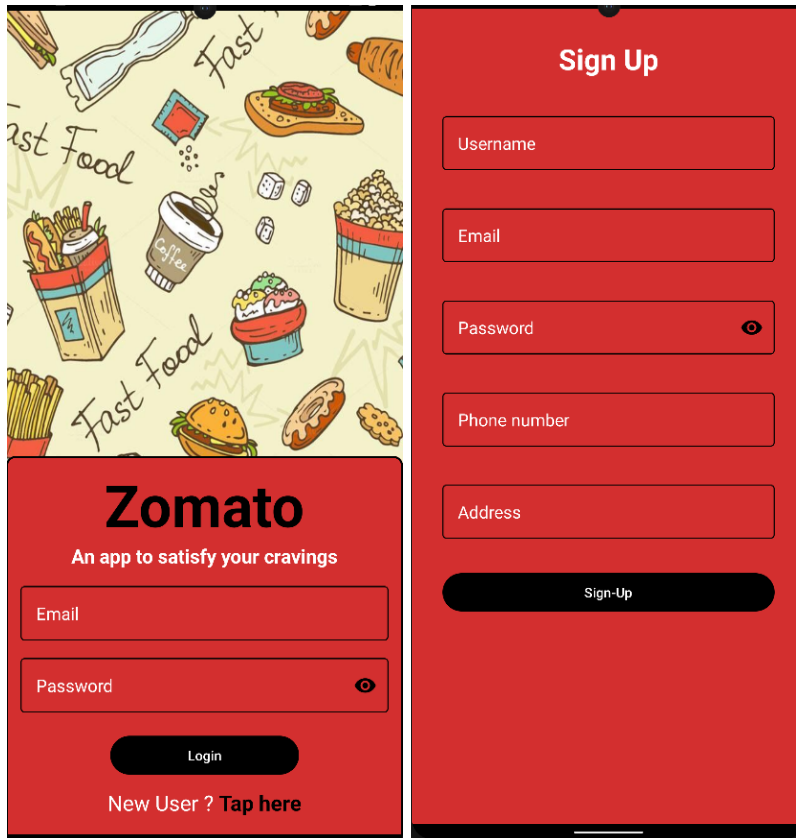 Fast
Fast Food
Coffee
Fast Food
Zomato
An app to satisfy your cravings
Email
Password
Login
New User ? Tap here
Sign Up
Username
Email
Password
Phone number
Address
Sign-Up